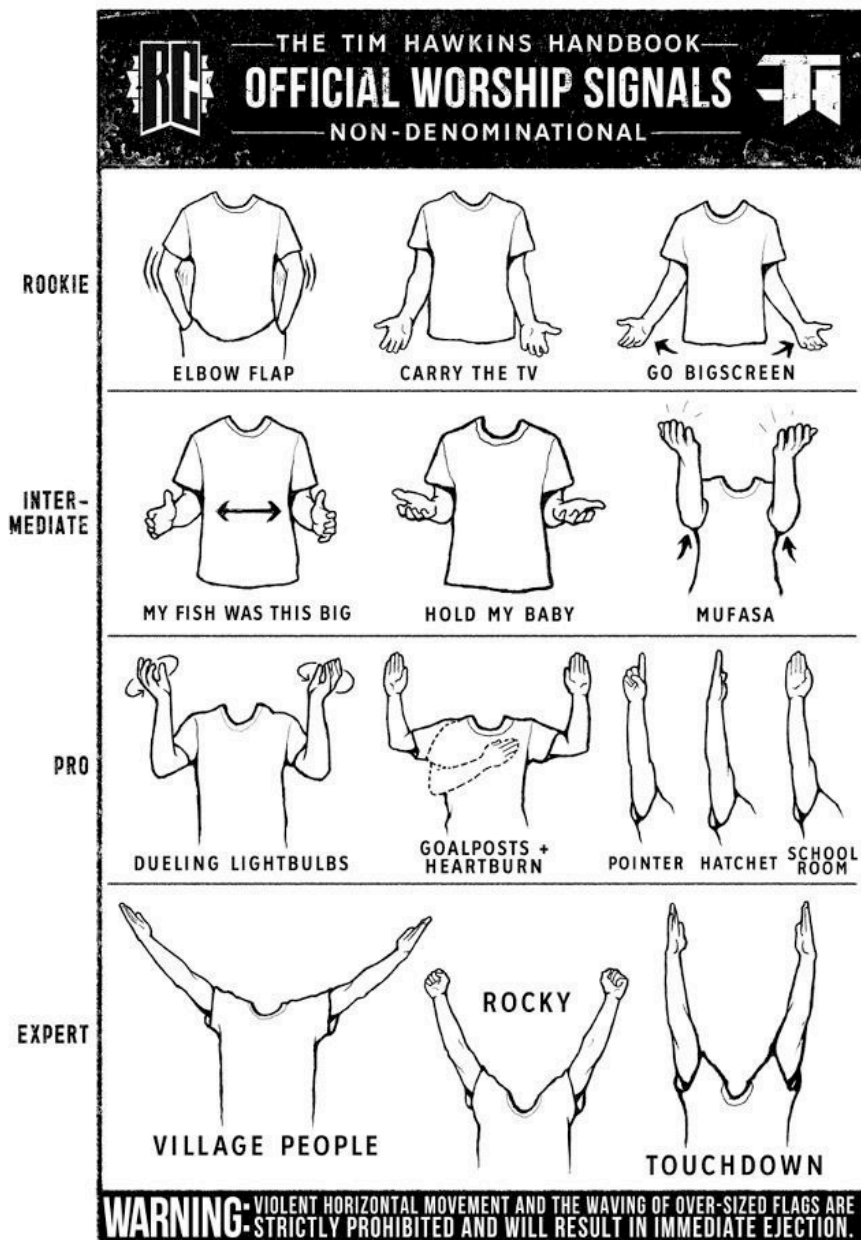 RC
THE TIM HAWKINS HANDBOOK
OFFICIAL WORSHIP SIGNALS
NON-DENOMINATIONAL
ROOKIE
ELBOW FLAP
CARRY THE TV
GO BIGSCREEN
INTER-
MEDIATE
MY FISH WAS THIS BIG
HOLD MY BABY
MUFASA
PRO
DUELING LIGHTBULBS
GOALPOSTS +
HEARTBURN
POINTER
HATCHET
SCHOOL
ROOM
EXPERT
VILLAGE PEOPLE
ROCKY
TOUCHDOWN
WARNING: VIOLENT HORIZONTAL MOVEMENT AND THE WAVING OF OVER-SIZED FLAGS ARE
STRICTLY PROHIBITED AND WILL RESULT IN IMMEDIATE EJECTION.